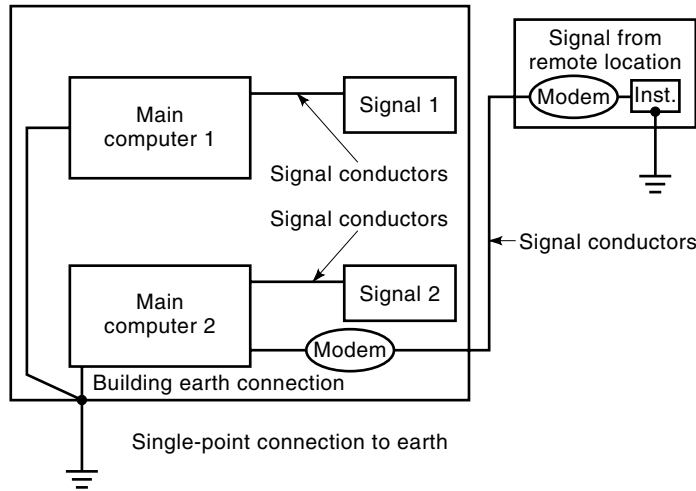 Signal from
remote location
Modem
Inst.
Main
computer 1
Signal 1
Signal conductors
Signal conductors
Signal conductors
Main
computer 2
Signal 2
Modem
Building earth connection
Single-point connection to earth